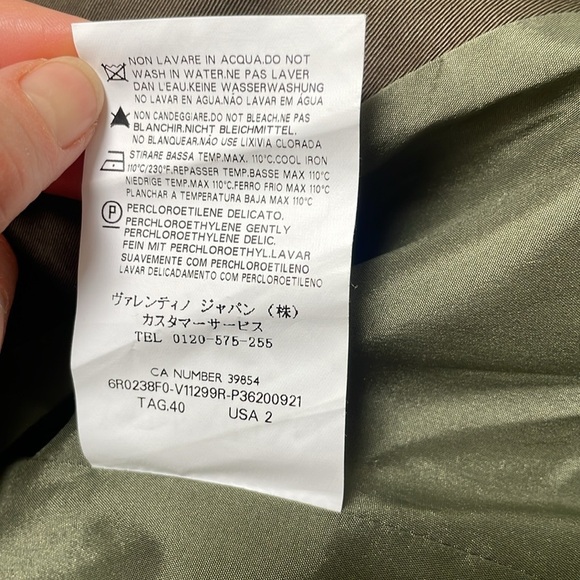 NON LAVARE IN ACQUA.DO NOT
WASH IN WATER.NE PAS LAVER
DAN L'EAU.KEINE WASSERWASHUNG
NO LAVAR EN AGUA.NÃO LAVAR EM ÁGUA
NON CANDEGGIARE.DO NOT BLEACH.NE PAS
BLANCHIR.NICHT BLEICHMITTEL.
NO BLANQUEAR.NÃO USE LIXIVIA CLORADA
STIRARE BASSA TEMP.MAX. 110°C.COOL IRON
110°C/230°F.REPASSER TEMP.BASSE MAX 110°C
NIEDRIGE TEMP.MAX 110°C.FERRO FRIO MAX 110°C
PLANCHAR A TEMPERATURA BAJA MAX 110°C
P
PERCLOROETILENE DELICATO.
PERCHLOROETHYLENE GENTLY
PERCHLOROETHYLENE DELIC.
FEIN MIT PERCHLOROETHYL.LAVAR
SUAVEMENTE COM PERCLOROETILENO
LAVAR DELICADAMENTO CON PERCLOROETILENO
ヴァレンティノ ジャパン (株)
カスタマーサービス
TEL 0120-575-255
CA NUMBER 39854
6R0238F0-V11299R-P36200921
TAG.40 USA 2